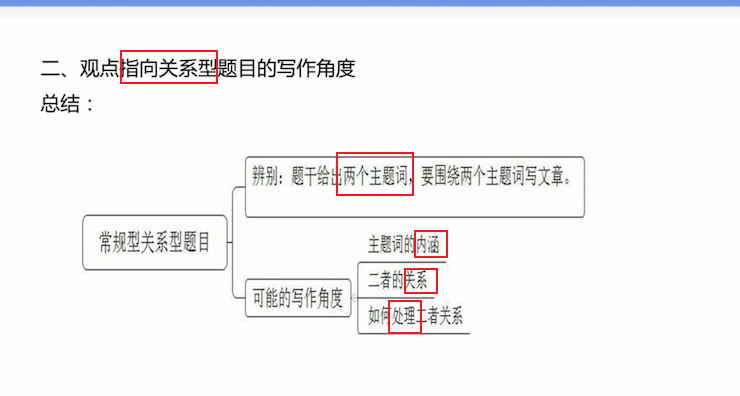 二、观点指向关系型题目的写作角度
总结：
辨别：题干给出两个主题词，要围绕两个主题词写文章。
常规型关系型题目
主题词的内涵
二者的关系
可能的写作角度
如何处理二者关系